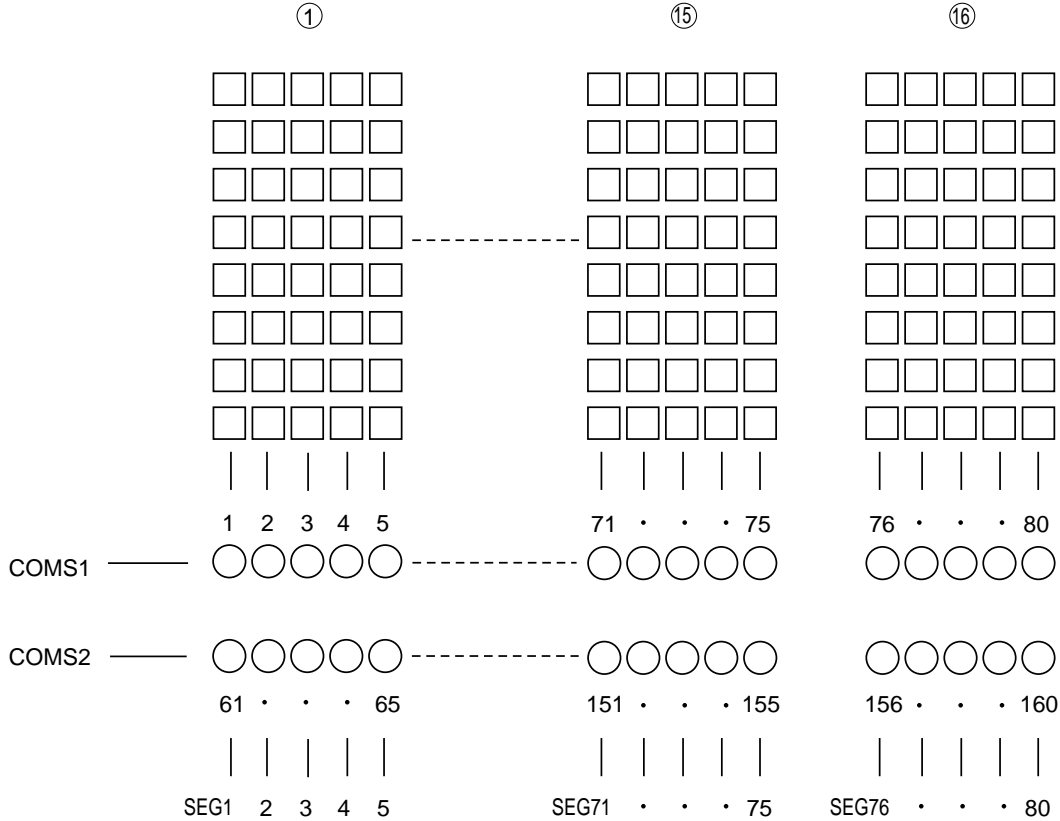 ① ⑮ ⑯
1 2 3 4 5 71 · · · 75 76 · · · 80
COMS1
COMS2
61 · · · 65 151 · · · 155 156 · · · 160
SEG1 2 3 4 5 SEG71 · · · 75 SEG76 · · · 80